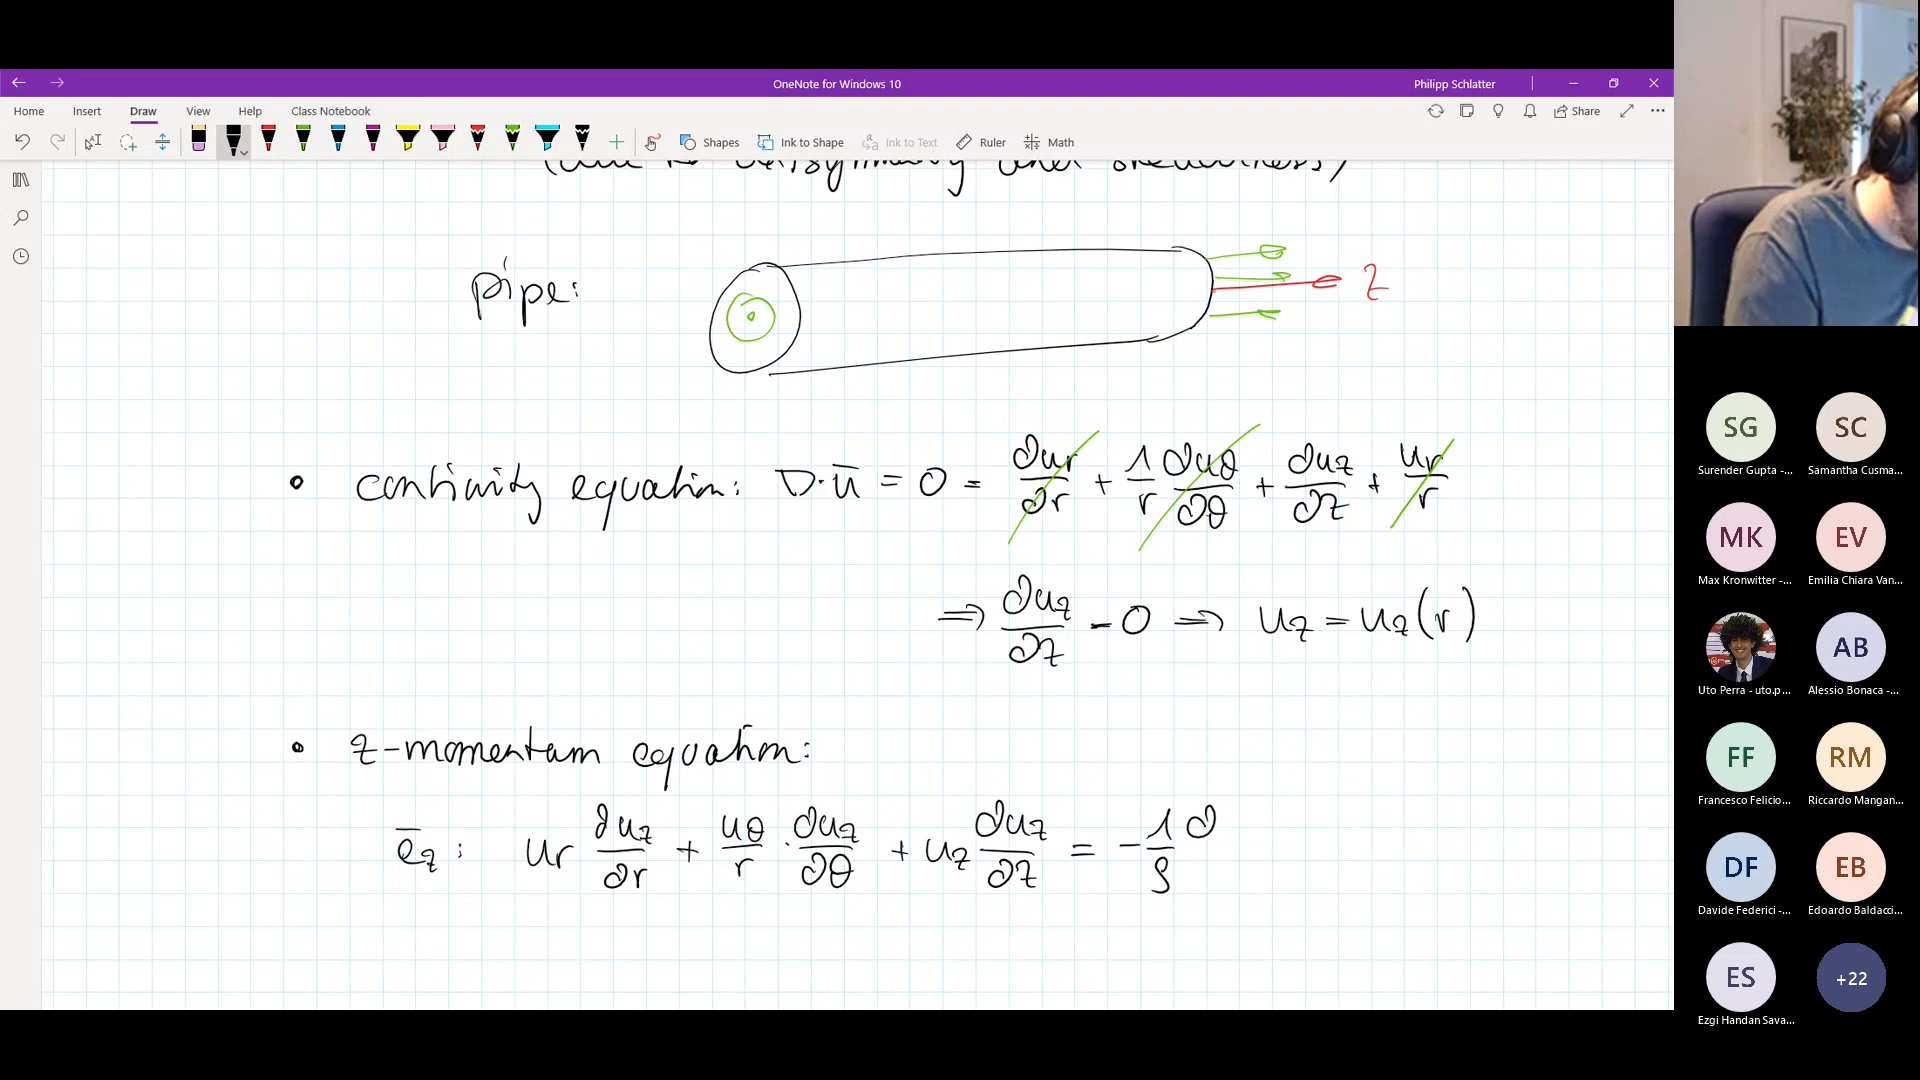 OneNote for Windows 10
Philipp Schlatter
Home Insert Draw View Help Class Notebook
Share
Shapes Ink to Shape Ink to Text Ruler Math
and steadiness)
pipe:
z
• continuity equation: ∇·ū = 0 = ∂ur/∂r + 1/r ∂uθ/∂θ + ∂uz/∂z + ur/r
⇒ ∂uz/∂z = 0 ⇒ uz = uz(r)
• z-momentum equation:
ēz: ur ∂uz/∂r + uθ/r · ∂uz/∂θ + uz ∂uz/∂z = - 1/ρ ∂
SG
Surender Gupta -...
SC
Samantha Cusma...
MK
Max Kronwitter -...
EV
Emilia Chiara Van...
Uto Perra - uto.p...
AB
Alessio Bonaca -...
FF
Francesco Felicio...
RM
Riccardo Mangan...
DF
Davide Federici -...
EB
Edoardo Baldacci...
ES
Ezgi Handan Sava...
+22